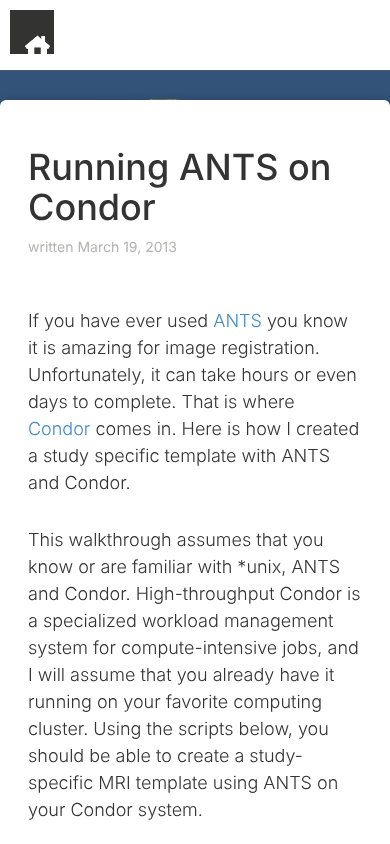 Running ANTS on
Condor
written March 19, 2013
If you have ever used ANTS you know
it is amazing for image registration.
Unfortunately, it can take hours or even
days to complete. That is where
Condor comes in. Here is how I created
a study specific template with ANTS
and Condor.
This walkthrough assumes that you
know or are familiar with *unix, ANTS
and Condor. High-throughput Condor is
a specialized workload management
system for compute-intensive jobs, and
I will assume that you already have it
running on your favorite computing
cluster. Using the scripts below, you
should be able to create a study-
specific MRI template using ANTS on
your Condor system.